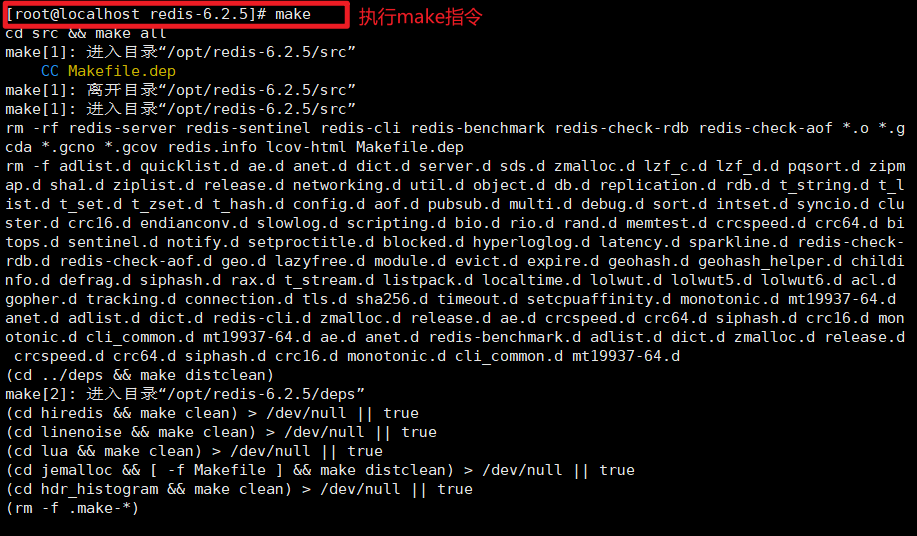 [root@localhost redis-6.2.5]# make 执行make指令
cd src && make all
make[1]: 进入目录“/opt/redis-6.2.5/src”
    CC Makefile.dep
make[1]: 离开目录“/opt/redis-6.2.5/src”
make[1]: 进入目录“/opt/redis-6.2.5/src”
rm -rf redis-server redis-sentinel redis-cli redis-benchmark redis-check-rdb redis-check-aof *.o *.g
cda *.gcno *.gcov redis.info lcov-html Makefile.dep
rm -f adlist.d quicklist.d ae.d anet.d dict.d server.d sds.d zmalloc.d lzf_c.d lzf_d.d pqsort.d zipm
ap.d sha1.d ziplist.d release.d networking.d util.d object.d db.d replication.d rdb.d t_string.d t_l
ist.d t_set.d t_zset.d t_hash.d config.d aof.d pubsub.d multi.d debug.d sort.d intset.d syncio.d clu
ster.d crc16.d endianconv.d slowlog.d scripting.d bio.d rio.d rand.d memtest.d crcspeed.d crc64.d bi
tops.d sentinel.d notify.d setproctitle.d blocked.d hyperloglog.d latency.d sparkline.d redis-check-
rdb.d redis-check-aof.d geo.d lazyfree.d module.d evict.d expire.d geohash.d geohash_helper.d childi
nfo.d defrag.d siphash.d rax.d t_stream.d listpack.d localtime.d lolwut.d lolwut5.d lolwut6.d acl.d 
gopher.d tracking.d connection.d tls.d sha256.d timeout.d setcpuaffinity.d monotonic.d mt19937-64.d 
anet.d adlist.d dict.d redis-cli.d zmalloc.d release.d ae.d crcspeed.d crc64.d siphash.d crc16.d mon
otonic.d cli_common.d mt19937-64.d ae.d anet.d redis-benchmark.d adlist.d dict.d zmalloc.d release.d
 crcspeed.d crc64.d siphash.d crc16.d monotonic.d cli_common.d mt19937-64.d
(cd ../deps && make distclean)
make[2]: 进入目录“/opt/redis-6.2.5/deps”
(cd hiredis && make clean) > /dev/null || true
(cd linenoise && make clean) > /dev/null || true
(cd lua && make clean) > /dev/null || true
(cd jemalloc && [ -f Makefile ] && make distclean) > /dev/null || true
(cd hdr_histogram && make clean) > /dev/null || true
(rm -f .make-*)